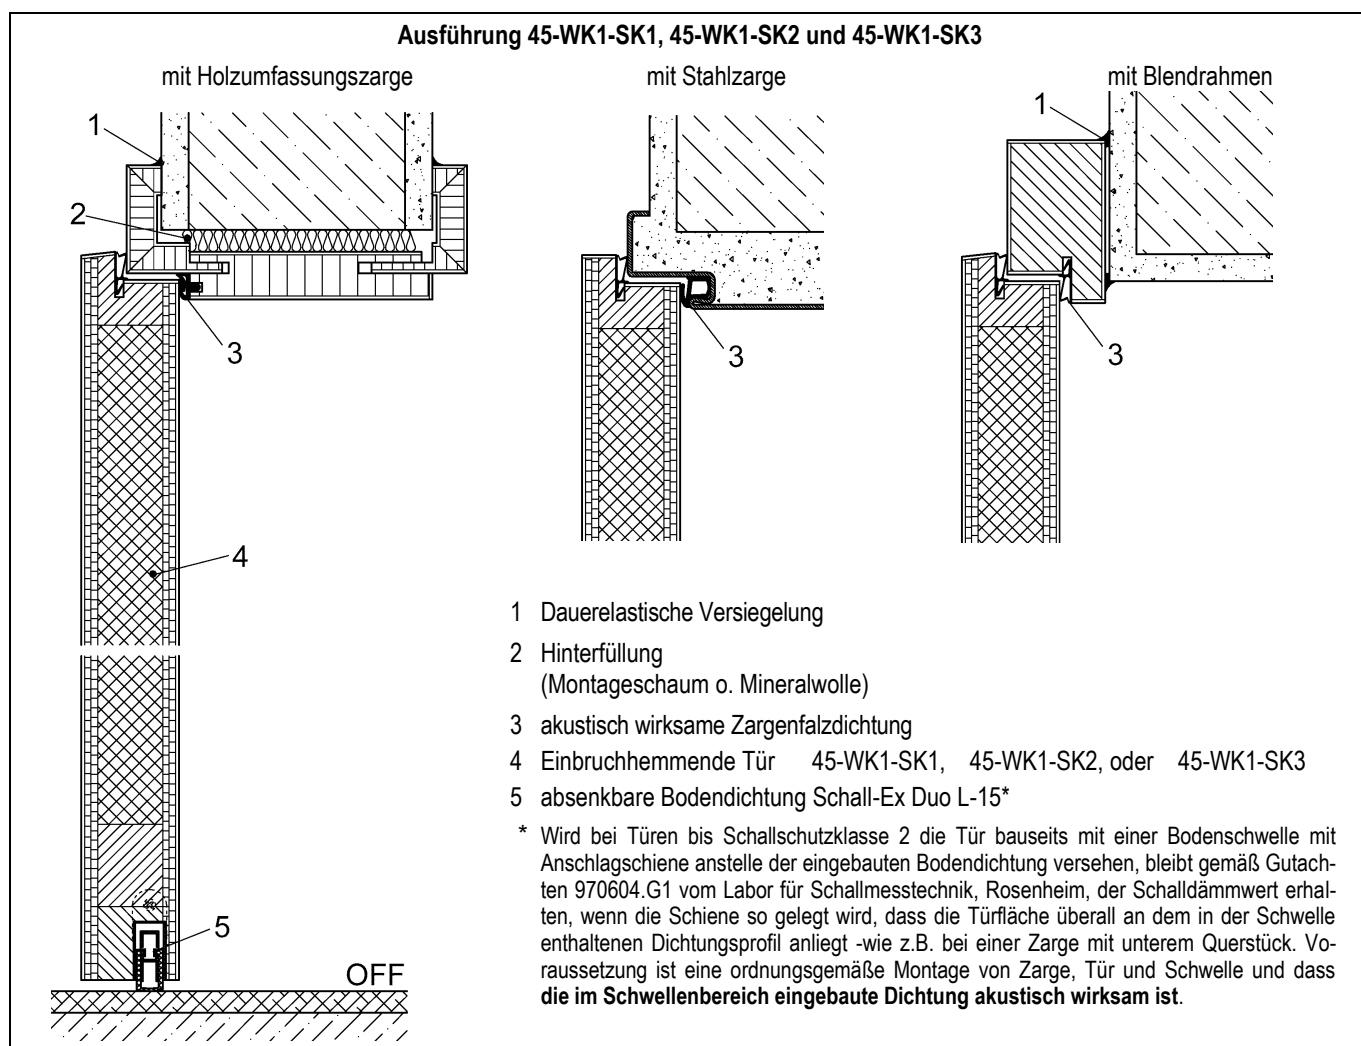 Ausführung 45-WK1-SK1, 45-WK1-SK2 und 45-WK1-SK3
mit Holzumfassungszarge
mit Stahlzarge
mit Blendrahmen
1
1
2
3
3
3
4
5
OFF
1 Dauerelastische Versiegelung
2 Hinterfüllung
(Montageschaum o. Mineralwolle)
3 akustisch wirksame Zargenfalzdichtung
4 Einbruchhemmende Tür 45-WK1-SK1, 45-WK1-SK2, oder 45-WK1-SK3
5 absenkbare Bodendichtung Schall-Ex Duo L-15*
* Wird bei Türen bis Schallschutzklasse 2 die Tür bauseits mit einer Bodenschwelle mit
Anschlagschiene anstelle der eingebauten Bodendichtung versehen, bleibt gemäß Gutach-
ten 970604.G1 vom Labor für Schallmesstechnik, Rosenheim, der Schalldämmwert erhal-
ten, wenn die Schiene so gelegt wird, dass die Türfläche überall an dem in der Schwelle
enthaltenen Dichtungsprofil anliegt -wie z.B. bei einer Zarge mit unterem Querstück. Vo-
raussetzung ist eine ordnungsgemäße Montage von Zarge, Tür und Schwelle und dass
die im Schwellenbereich eingebaute Dichtung akustisch wirksam ist.